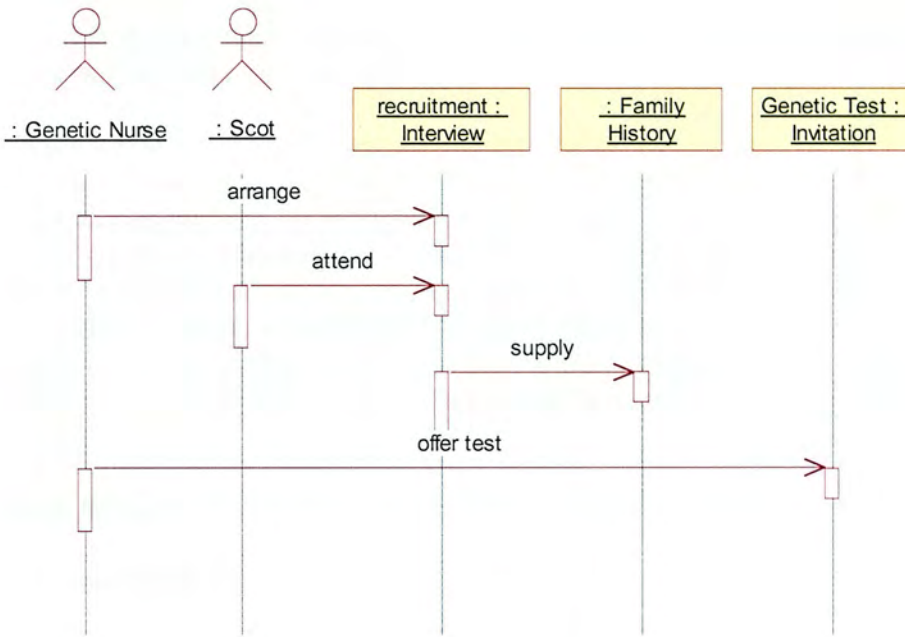 : Genetic Nurse
: Scot
recruitment :
Interview
: Family
History
Genetic Test :
Invitation
arrange
attend
supply
offer test